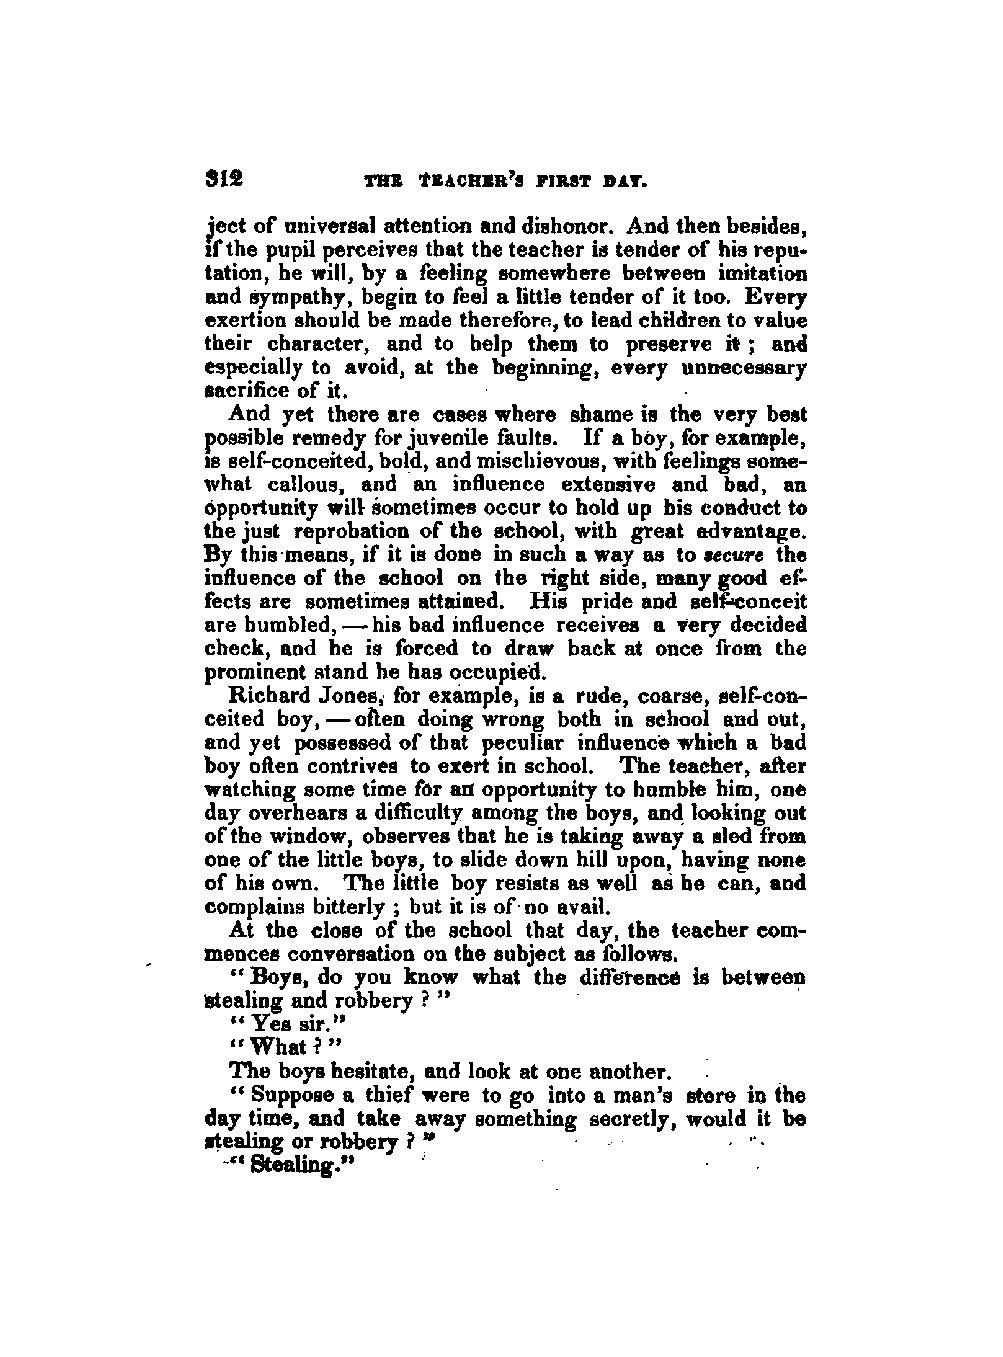 312 THE TEACHER'S FIRST DAY.
ject of universal attention and dishonor. And then besides,
if the pupil perceives that the teacher is tender of his repu-
tation, he will, by a feeling somewhere between imitation
and sympathy, begin to feel a little tender of it too. Every
exertion should be made therefore, to lead children to value
their character, and to help them to preserve it ; and
especially to avoid, at the beginning, every unnecessary
sacrifice of it.
And yet there are cases where shame is the very best
possible remedy for juvenile faults. If a boy, for example,
is self-conceited, bold, and mischievous, with feelings some-
what callous, and an influence extensive and bad, an
opportunity will sometimes occur to hold up his conduct to
the just reprobation of the school, with great advantage.
By this means, if it is done in such a way as to secure the
influence of the school on the right side, many good ef-
fects are sometimes attained. His pride and self-conceit
are humbled, — his bad influence receives a very decided
check, and he is forced to draw back at once from the
prominent stand he has occupied.
Richard Jones, for example, is a rude, coarse, self-con-
ceited boy, — often doing wrong both in school and out,
and yet possessed of that peculiar influence which a bad
boy often contrives to exert in school. The teacher, after
watching some time for an opportunity to humble him, one
day overhears a difficulty among the boys, and looking out
of the window, observes that he is taking away a sled from
one of the little boys, to slide down hill upon, having none
of his own. The little boy resists as well as he can, and
complains bitterly ; but it is of no avail.
At the close of the school that day, the teacher com-
mences conversation on the subject as follows.
" Boys, do you know what the difference is between
stealing and robbery ? "
" Yes sir."
" What ? "
The boys hesitate, and look at one another.
" Suppose a thief were to go into a man's store in the
day time, and take away something secretly, would it be
stealing or robbery ? "
" Stealing."